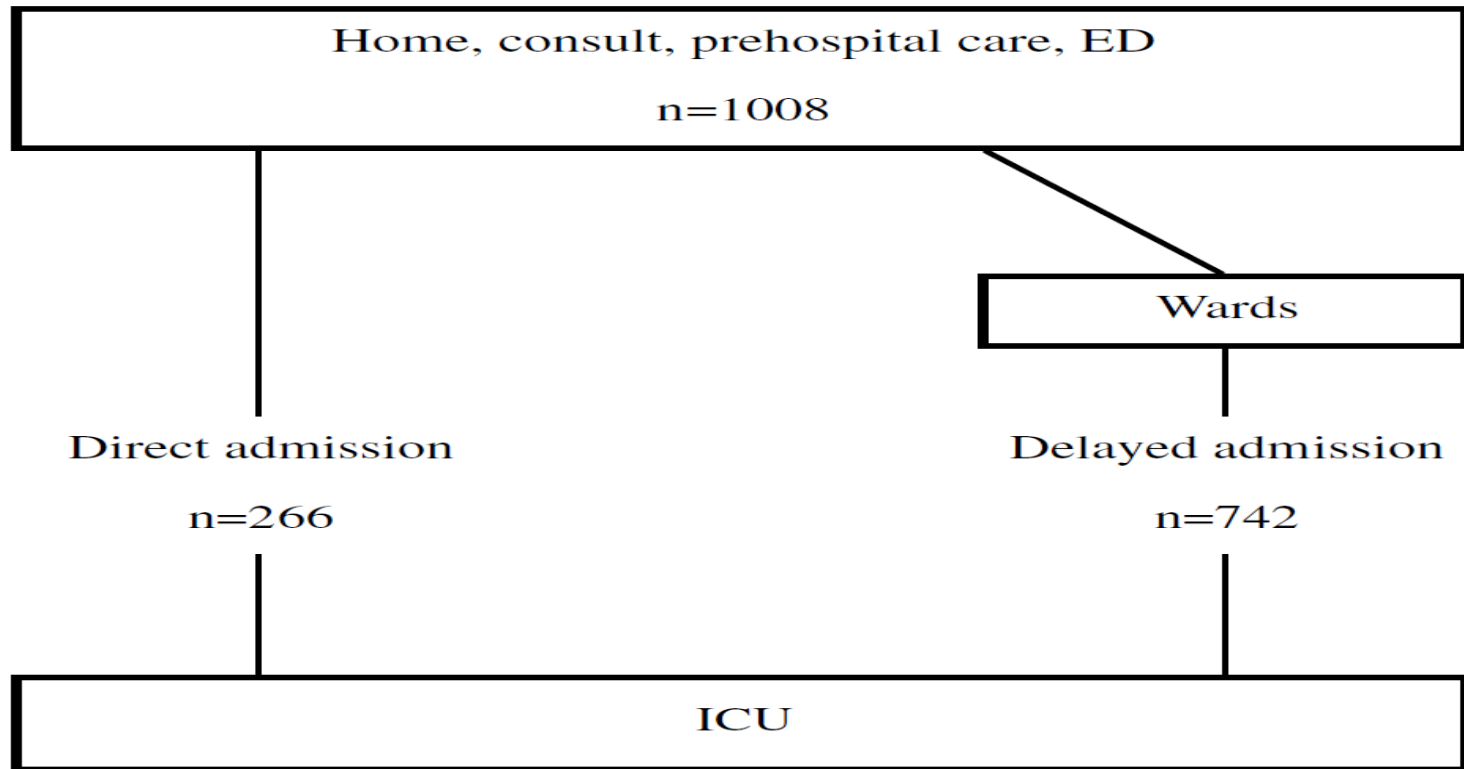 Home, consult, prehospital care, ED
n=1008
Wards
Direct admission
n=266
Delayed admission
n=742
ICU